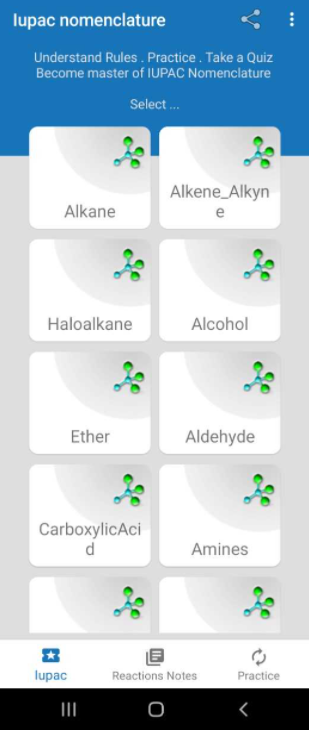 Iupac nomenclature
Understand Rules . Practice . Take a Quiz
Become master of IUPAC Nomenclature
Select ...
Alkane
Alkene_Alkyn
e
Haloalkane
Alcohol
Ether
Aldehyde
CarboxylicAci
d
Amines
Iupac
Reactions Notes
Practice